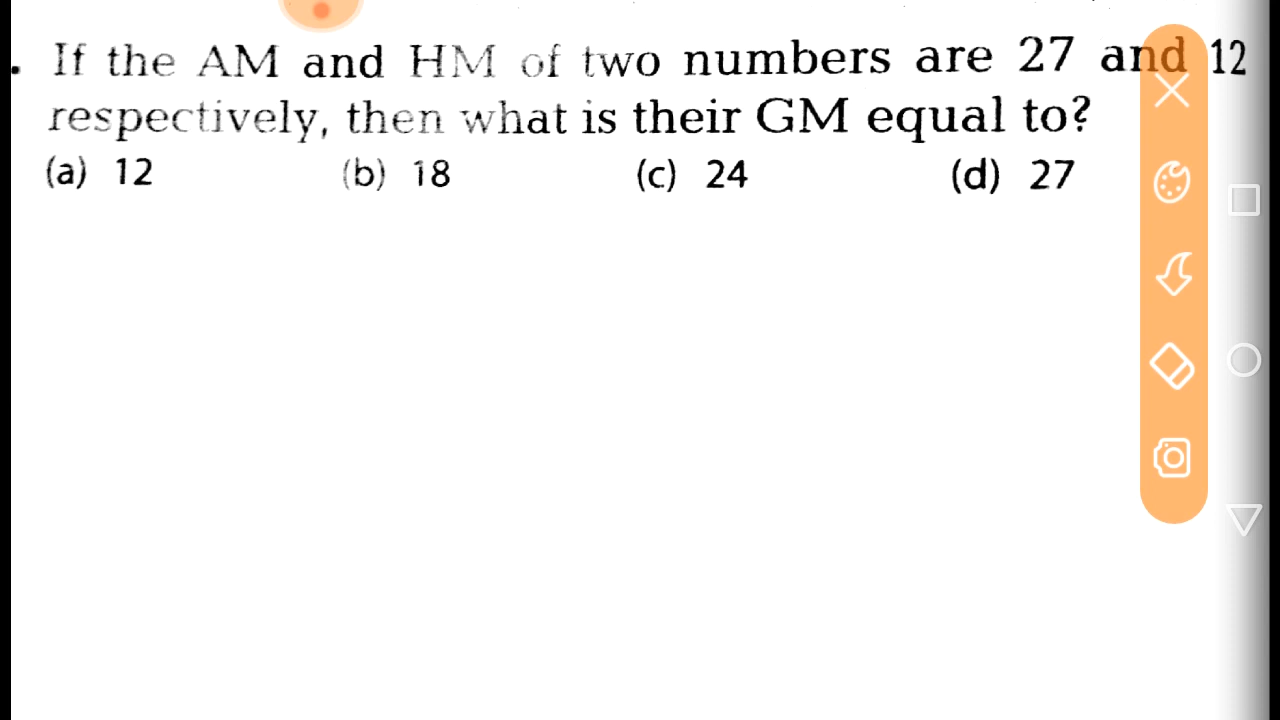 . If the AM and HM of two numbers are 27 and 12
respectively, then what is their GM equal to?
(a) 12 (b) 18 (c) 24 (d) 27